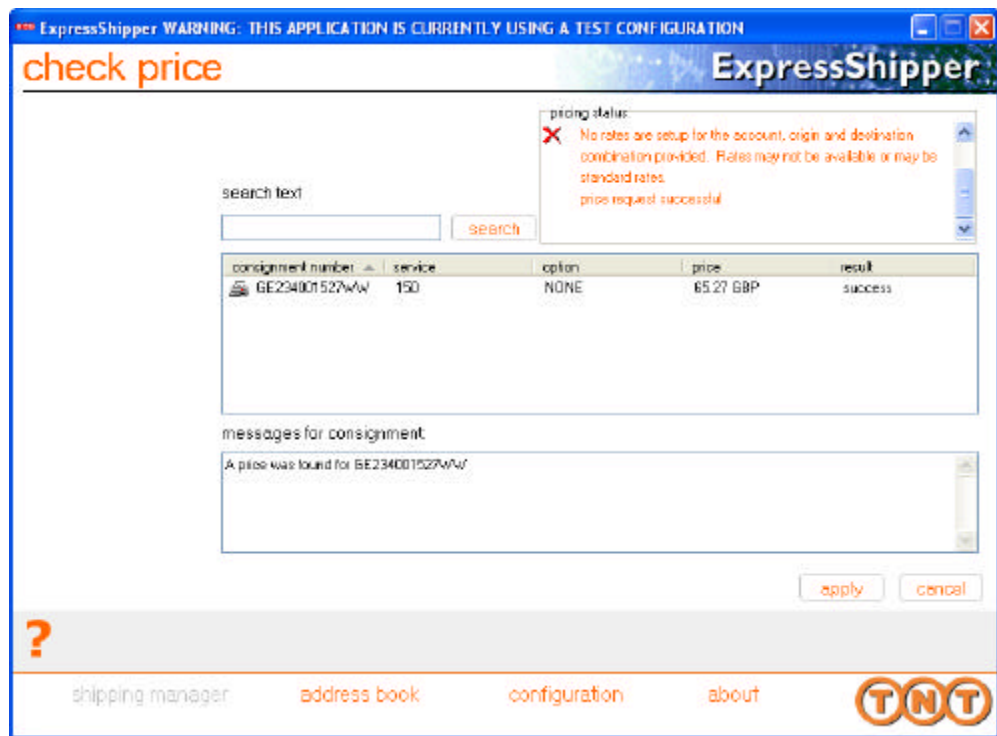 ExpressShipper WARNING: THIS APPLICATION IS CURRENTLY USING A TEST CONFIGURATION
check price
ExpressShipper
pricing status
No rates are setup for the account, origin and destination
combination provided. Rates may not be available or may be
standard rates.
price request successful
search text
search
consignment number service option price result
GE234001527WW 150 NONE 65.27 GBP success
messages for consignment
A price was found for GE234001527WW
apply cancel
?
shipping manager address book configuration about
TNT